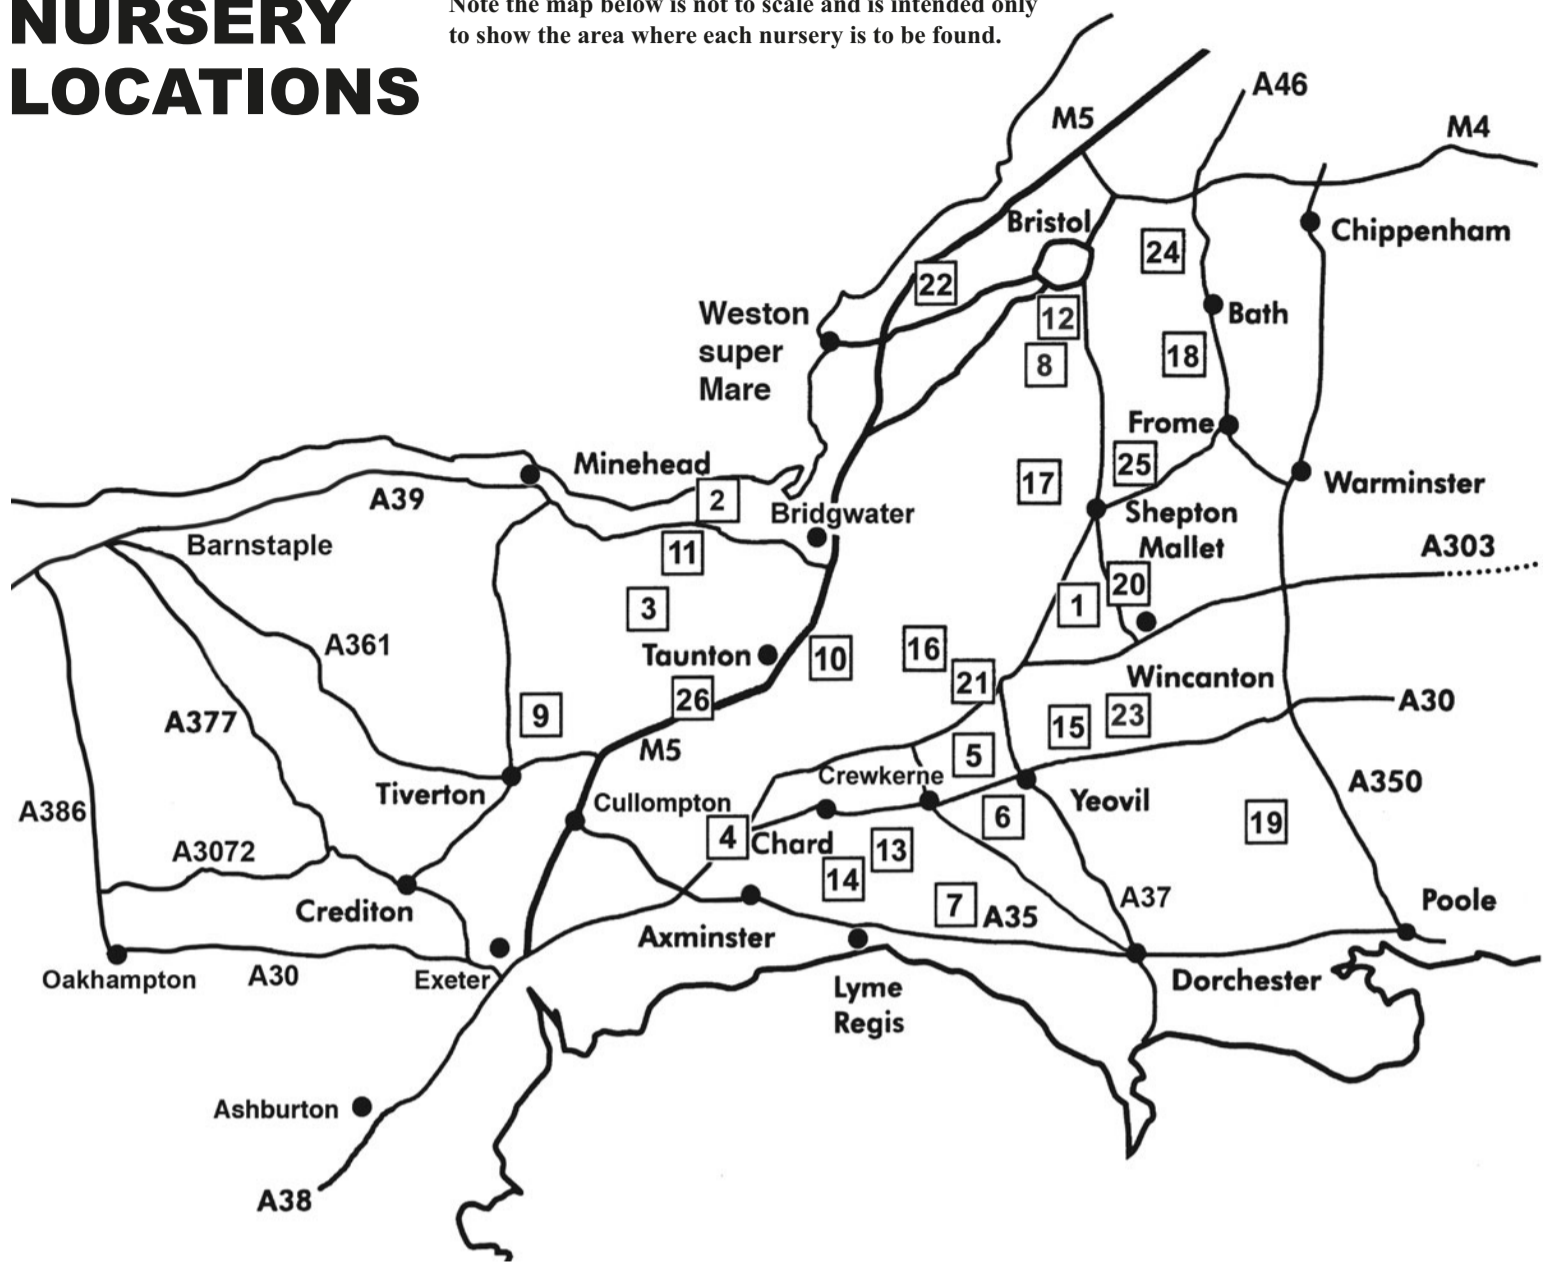 NURSERY
LOCATIONS
Note the map below is not to scale and is intended only
to show the area where each nursery is to be found.
A46
M5
M4
Bristol
Chippenham
24
22
Weston
super
Mare
12
Bath
8
18
Frome
Minehead
25
17
Warminster
A39
2
Bridgwater
Shepton
Mallet
Barnstaple
11
A303
20
3
1
A361
Taunton
10
16
21
Wincanton
26
A30
9
23
15
A377
M5
5
Crewkerne
A350
Tiverton
Cullompton
Yeovil
A386
6
19
4
Chard
13
A3072
14
A37
Poole
7
A35
Crediton
Axminster
Oakhampton
A30
Exeter
Dorchester
Lyme
Regis
Ashburton
A38